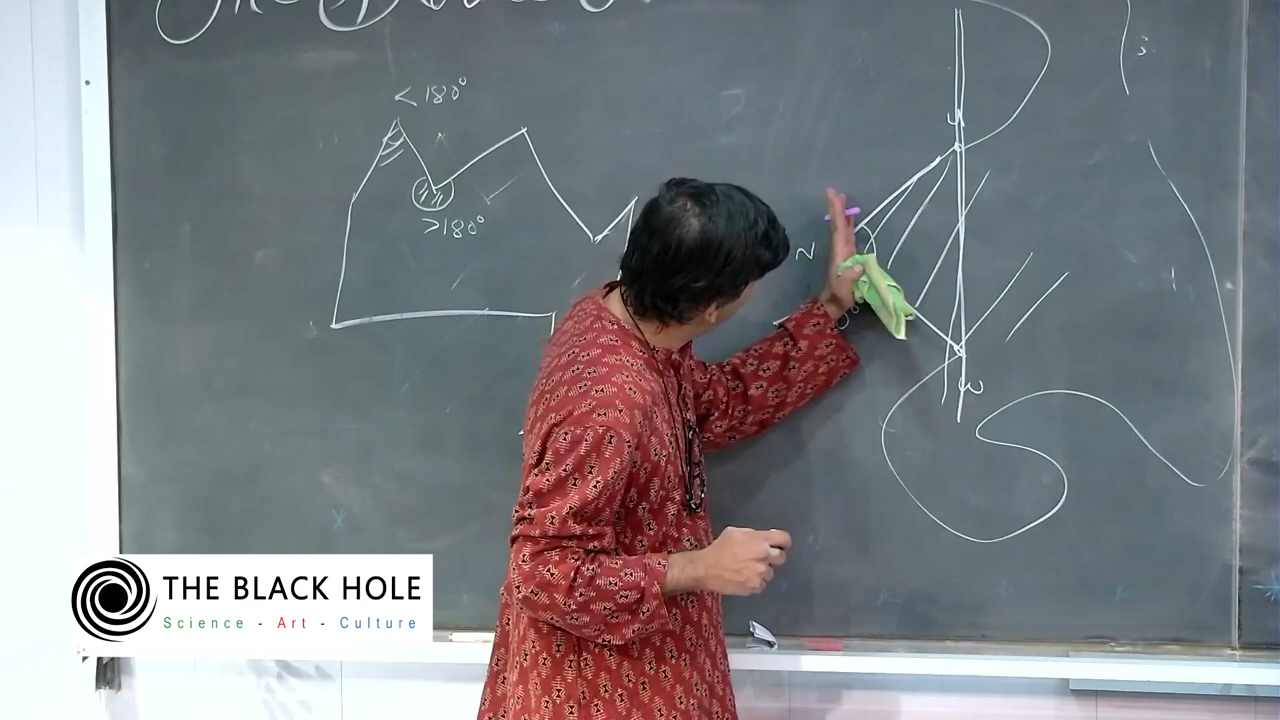 < 180°
> 180°
v
N
w
THE BLACK HOLE
Science - Art - Culture